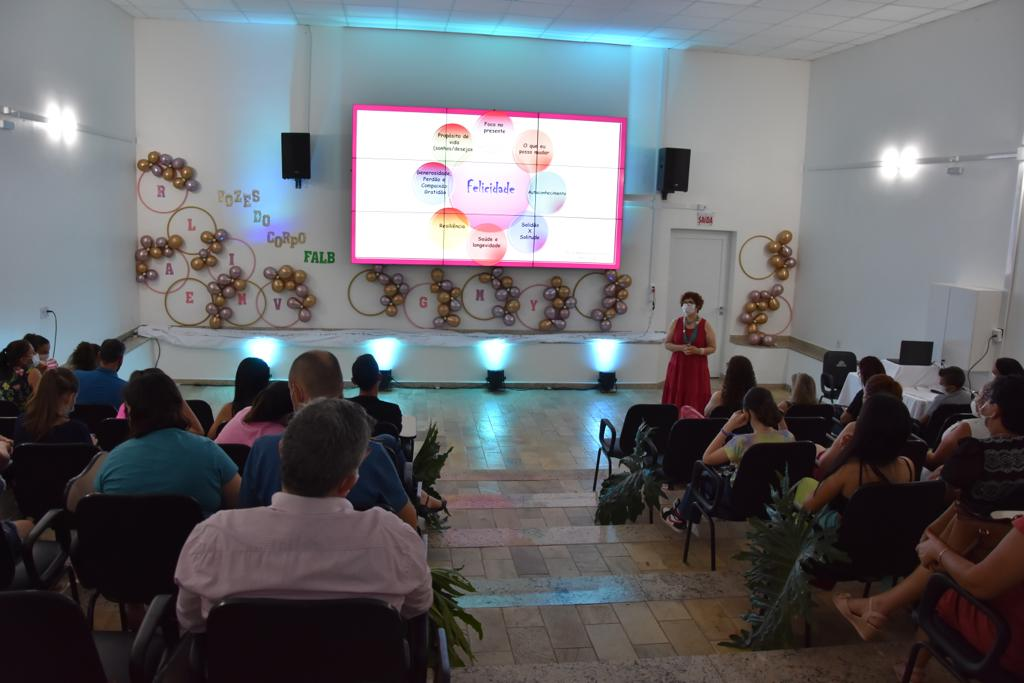 Foco no
presente
Propósito de
vida
(sonhos/desejos
O que eu
posso mudar
Generosidade,
Perdão e
Compaixão
Gratidão
Felicidade
Autoconhecimento
Resiliência
Solidão
X
Solitude
Saúde e
longevidade
FOZES
DO
CORPO
FALB
R
L
A
I
E
M
V
G
M
Y
SAÍDA